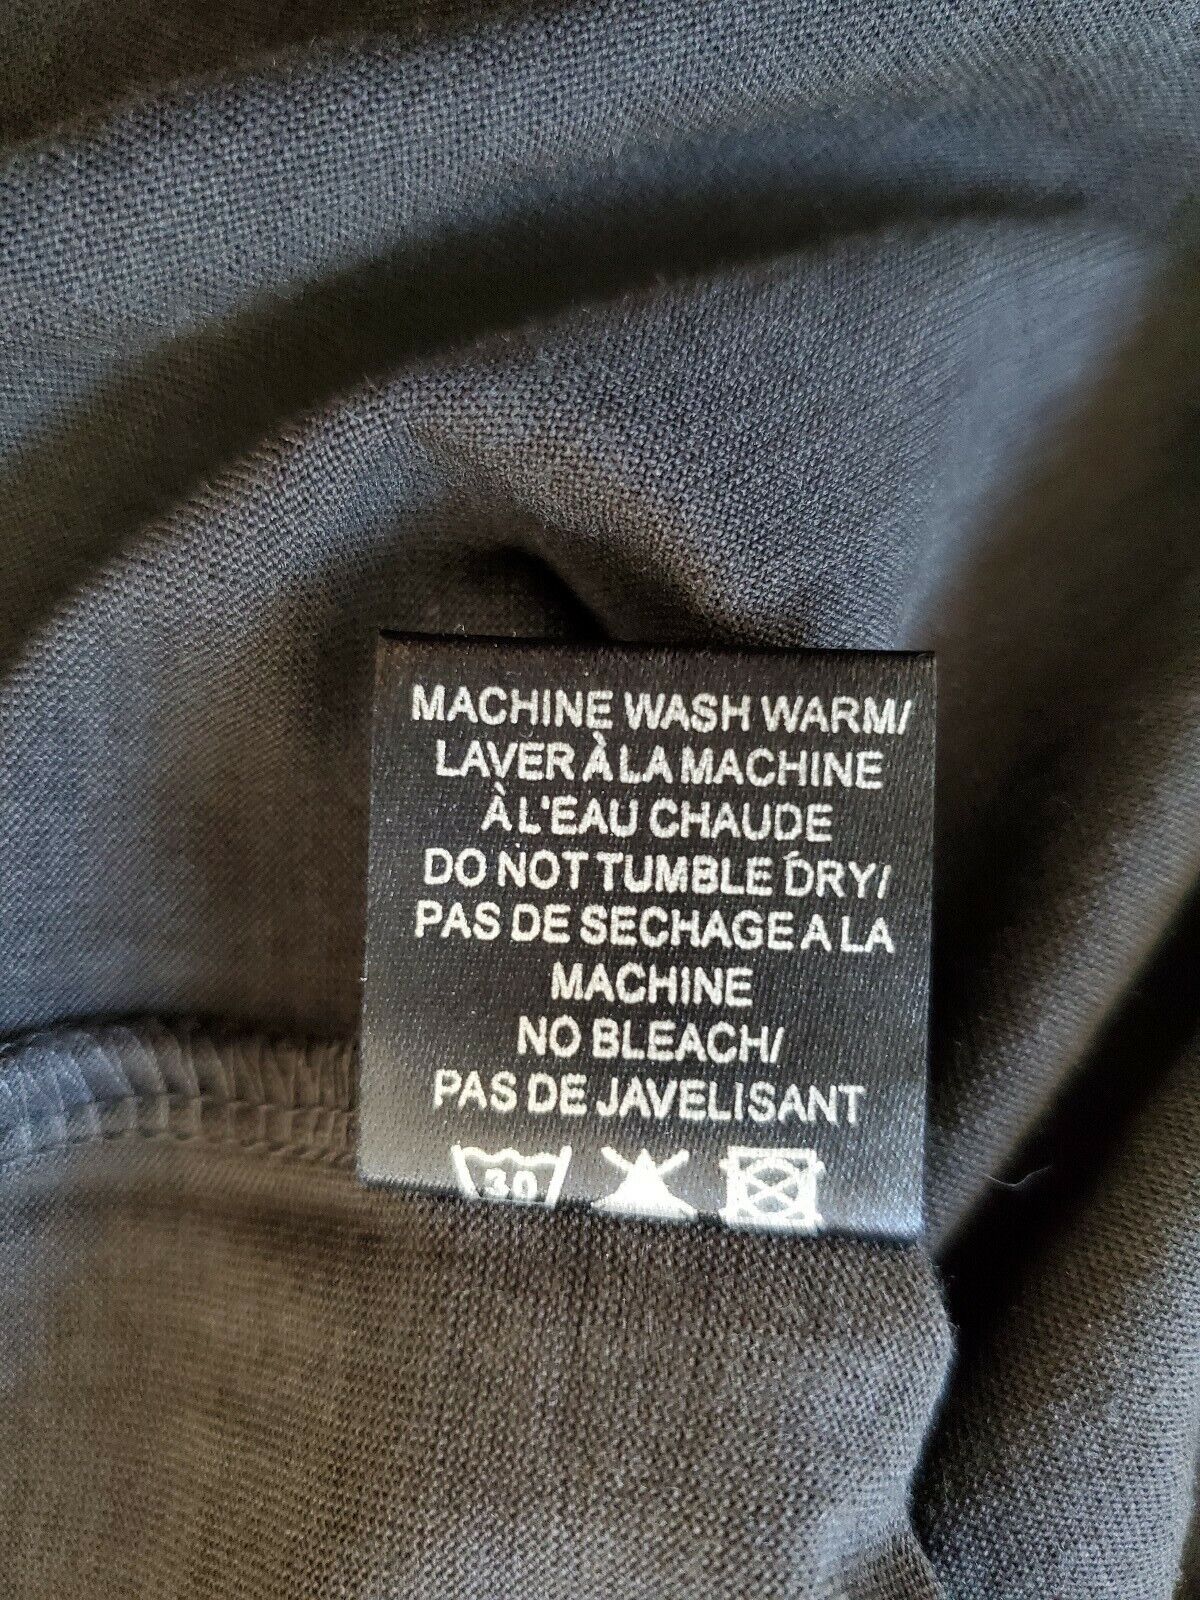 MACHINE WASH WARM/
LAVER À LA MACHINE
À L'EAU CHAUDE
DO NOT TUMBLE DRY/
PAS DE SECHAGE A LA
MACHINE
NO BLEACH/
PAS DE JAVELISANT
30